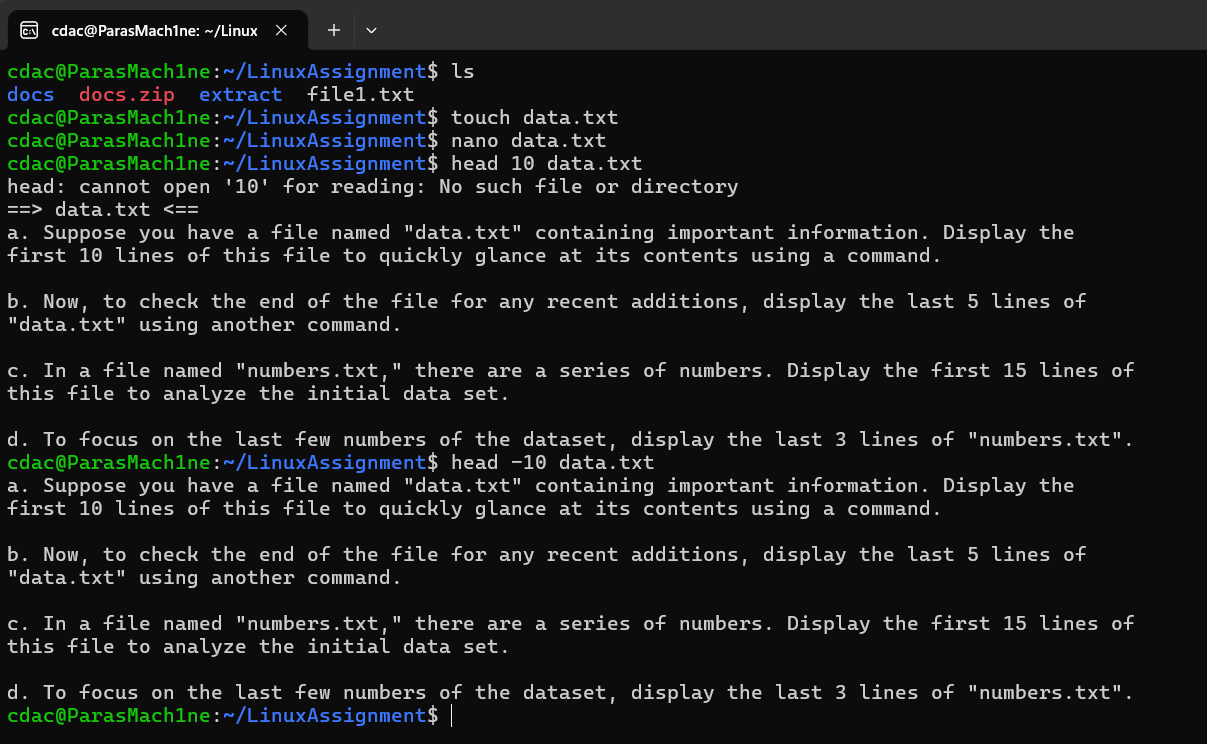 cdac@ParasMach1ne: ~/Linux
cdac@ParasMach1ne:~/LinuxAssignment$ ls
docs  docs.zip  extract  file1.txt
cdac@ParasMach1ne:~/LinuxAssignment$ touch data.txt
cdac@ParasMach1ne:~/LinuxAssignment$ nano data.txt
cdac@ParasMach1ne:~/LinuxAssignment$ head 10 data.txt
head: cannot open '10' for reading: No such file or directory
==> data.txt <==
a. Suppose you have a file named "data.txt" containing important information. Display the
first 10 lines of this file to quickly glance at its contents using a command.

b. Now, to check the end of the file for any recent additions, display the last 5 lines of
"data.txt" using another command.

c. In a file named "numbers.txt," there are a series of numbers. Display the first 15 lines of
this file to analyze the initial data set.

d. To focus on the last few numbers of the dataset, display the last 3 lines of "numbers.txt".
cdac@ParasMach1ne:~/LinuxAssignment$ head -10 data.txt
a. Suppose you have a file named "data.txt" containing important information. Display the
first 10 lines of this file to quickly glance at its contents using a command.

b. Now, to check the end of the file for any recent additions, display the last 5 lines of
"data.txt" using another command.

c. In a file named "numbers.txt," there are a series of numbers. Display the first 15 lines of
this file to analyze the initial data set.

d. To focus on the last few numbers of the dataset, display the last 3 lines of "numbers.txt".
cdac@ParasMach1ne:~/LinuxAssignment$